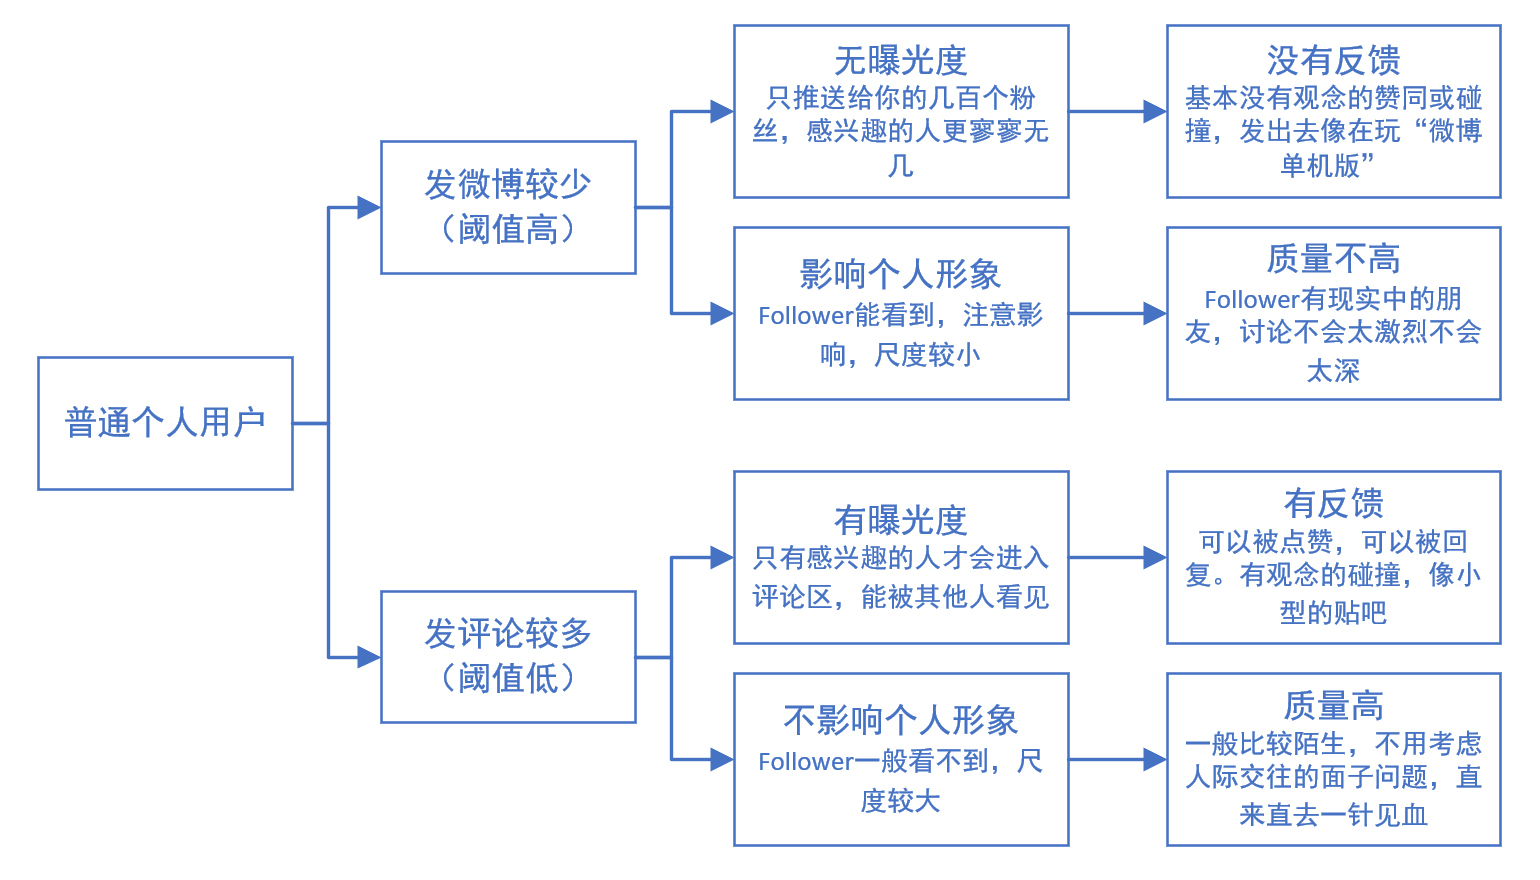 普通个人用户
发微博较少
（阈值高）
无曝光度
只推送给你的几百个粉
丝，感兴趣的人更寥寥无
几
没有反馈
基本没有观念的赞同或碰
撞，发出去像在玩“微博
单机版”
影响个人形象
Follower能看到，注意影
响，尺度较小
质量不高
Follower有现实中的朋
友，讨论不会太激烈不会
太深
发评论较多
（阈值低）
有曝光度
只有感兴趣的人才会进入
评论区，能被其他人看见
有反馈
可以被点赞，可以被回
复。有观念的碰撞，像小
型的贴吧
不影响个人形象
Follower一般看不到，尺
度较大
质量高
一般比较陌生，不用考虑
人际交往的面子问题，直
来直去一针见血